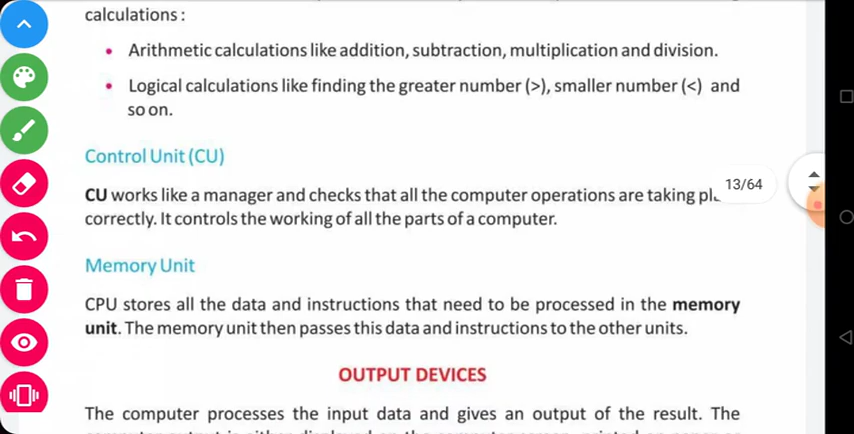 calculations :
• Arithmetic calculations like addition, subtraction, multiplication and division.
• Logical calculations like finding the greater number (>), smaller number (<) and
so on.
Control Unit (CU)
CU works like a manager and checks that all the computer operations are taking
13/64
correctly. It controls the working of all the parts of a computer.
Memory Unit
CPU stores all the data and instructions that need to be processed in the memory
unit. The memory unit then passes this data and instructions to the other units.
OUTPUT DEVICES
The computer processes the input data and gives an output of the result. The